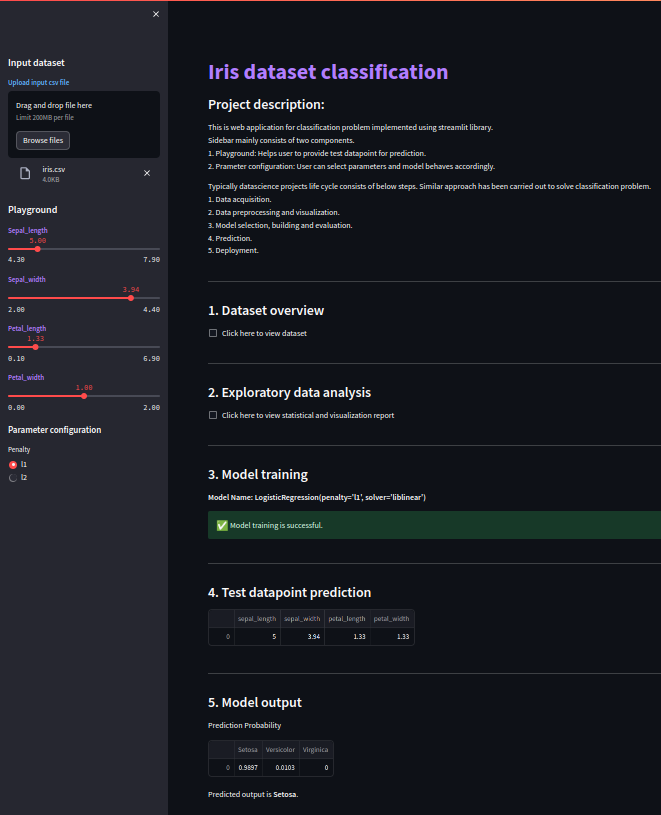 Input dataset
Upload input csv file
Drag and drop file here
Limit 200MB per file
Browse files
iris.csv
4.0KB
Playground
Sepal_length
5.00
4.30 7.90
Sepal_width
3.94
2.00 4.40
Petal_length
1.33
0.10 6.90
Petal_width
1.00
0.00 2.00
Parameter configuration
Penalty
l1
l2
Iris dataset classification
Project description:
This is web application for classification problem implemented using streamlit library.
Sidebar mainly consists of two components.
1. Playground: Helps user to provide test datapoint for prediction.
2. Prameter configuration: User can select parameters and model behaves accordingly.
Typically datascience projects life cycle consists of below steps. Similar approach has been carried out to solve classification problem.
1. Data acquisition.
2. Data preprocessing and visualization.
3. Model selection, building and evaluation.
4. Prediction.
5. Deployment.
1. Dataset overview
Click here to view dataset
2. Exploratory data analysis
Click here to view statistical and visualization report
3. Model training
Model Name: LogisticRegression(penalty='l1', solver='liblinear')
✅ Model training is successful.
4. Test datapoint prediction
sepal_length sepal_width petal_length petal_width
0 5 3.94 1.33 1.33
5. Model output
Prediction Probability
Setosa Versicolor Virginica
0 0.9897 0.0103 0
Predicted output is Setosa.